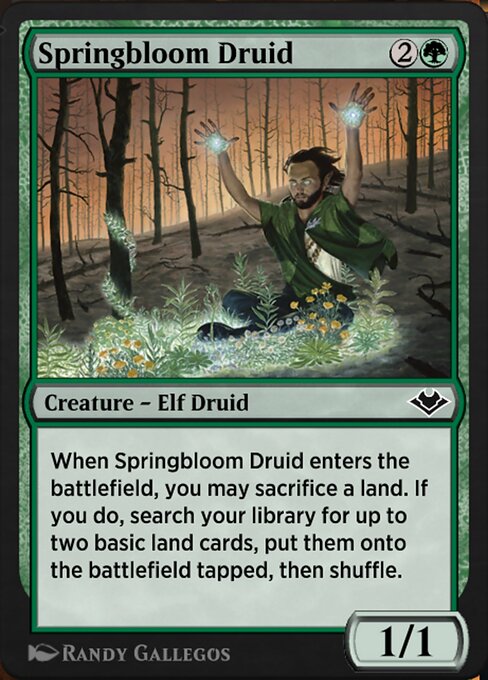 Springbloom Druid 2
Creature – Elf Druid
When Springbloom Druid enters the
battlefield, you may sacrifice a land. If
you do, search your library for up to
two basic land cards, put them onto
the battlefield tapped, then shuffle.
1/1
Randy Gallegos